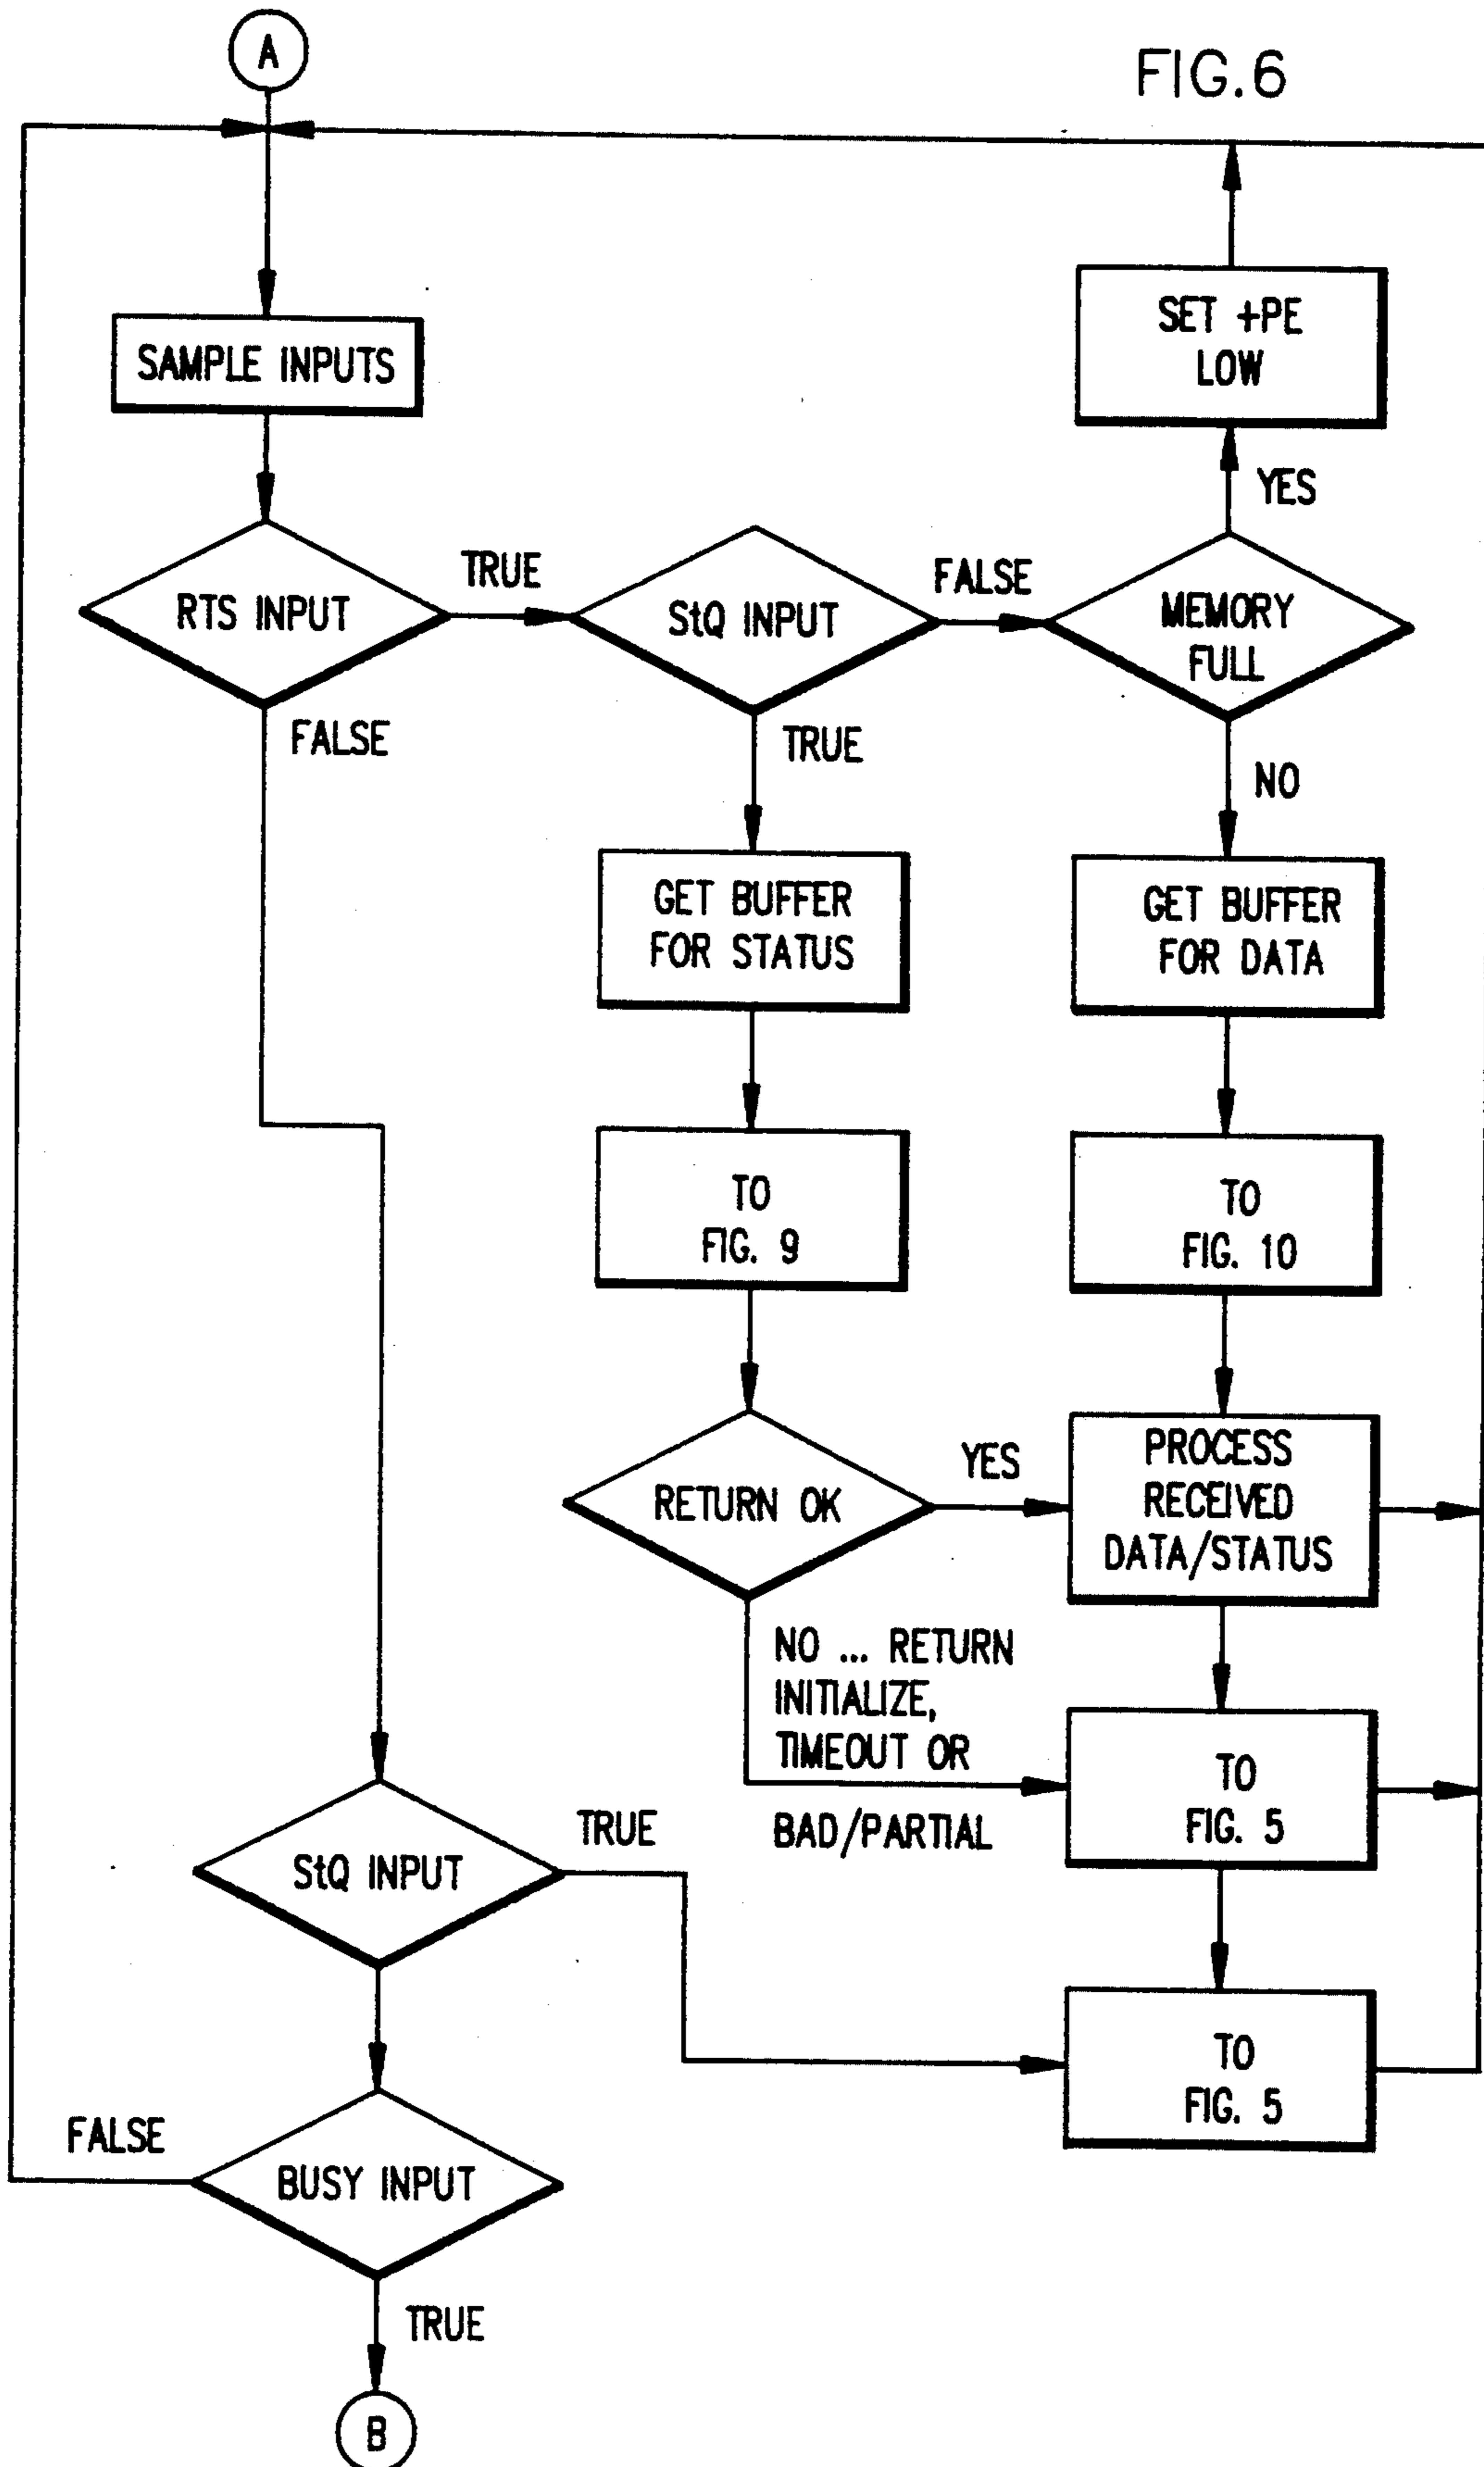 A
FIG.6
SAMPLE INPUTS
SET +PE
LOW
YES
RTS INPUT
TRUE
StQ INPUT
FALSE
MEMORY
FULL
FALSE
TRUE
NO
GET BUFFER
FOR STATUS
GET BUFFER
FOR DATA
TO
FIG. 9
TO
FIG. 10
RETURN OK
YES
PROCESS
RECEIVED
DATA/STATUS
NO ... RETURN
INITIALIZE,
TIMEOUT OR
BAD/PARTIAL
TO
FIG. 5
StQ INPUT
TRUE
TO
FIG. 5
FALSE
BUSY INPUT
TRUE
B